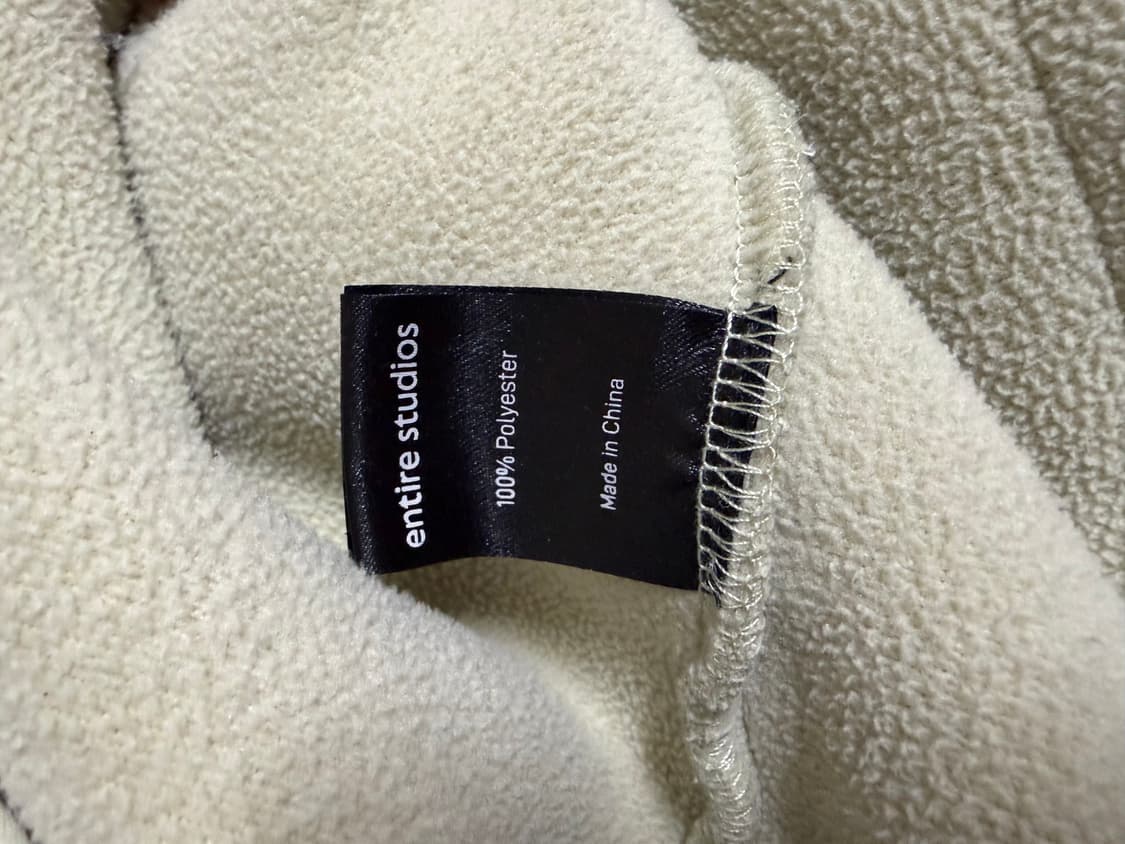 entire studios
100% Polyester
Made in China